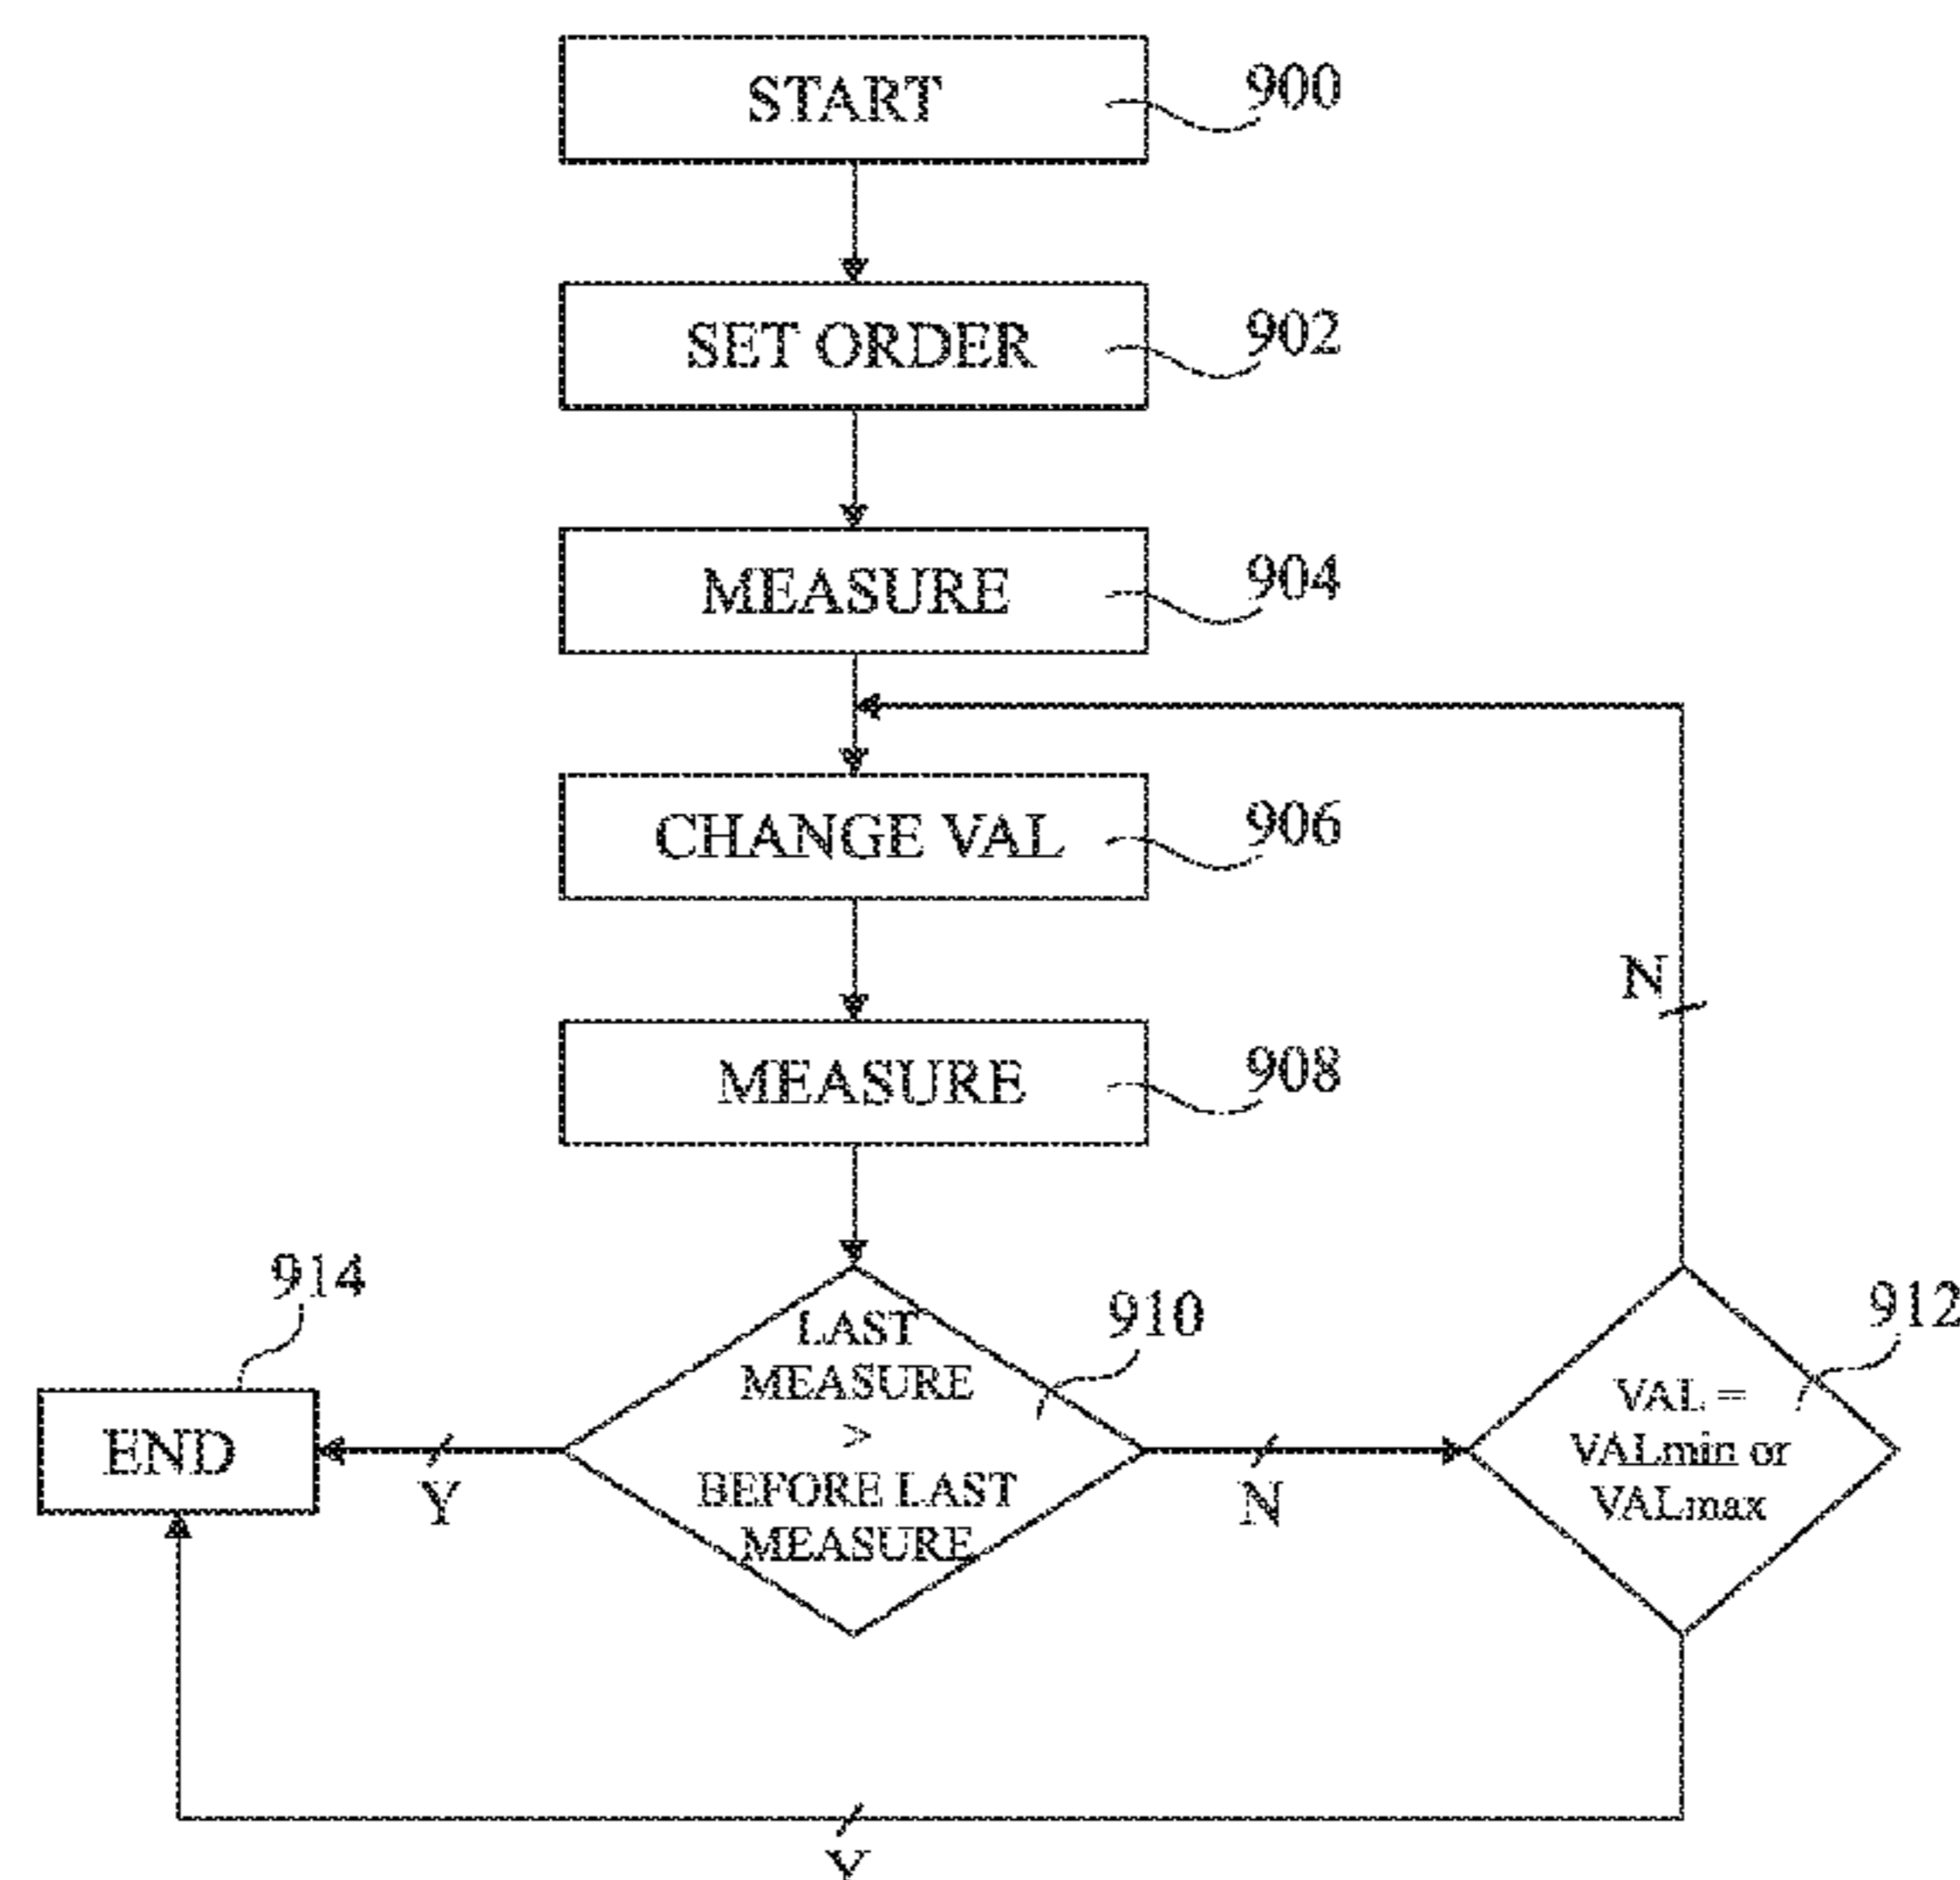 START
900
SET ORDER
902
MEASURE
904
CHANGE VAL
906
N
MEASURE
908
914
END
Y
LAST
MEASURE
>
BEFORE LAST
MEASURE
910
N
912
VAL =
VALmin or
VALmax
Y